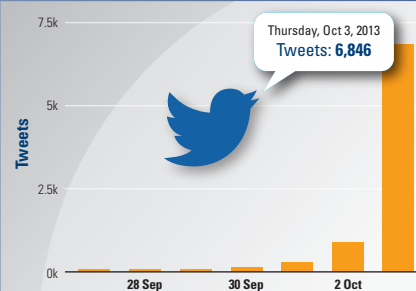 7.5k
Thursday, Oct 3, 2013
Tweets: 6,846
5k
Tweets
2.5k
0k
28 Sep 30 Sep 2 Oct